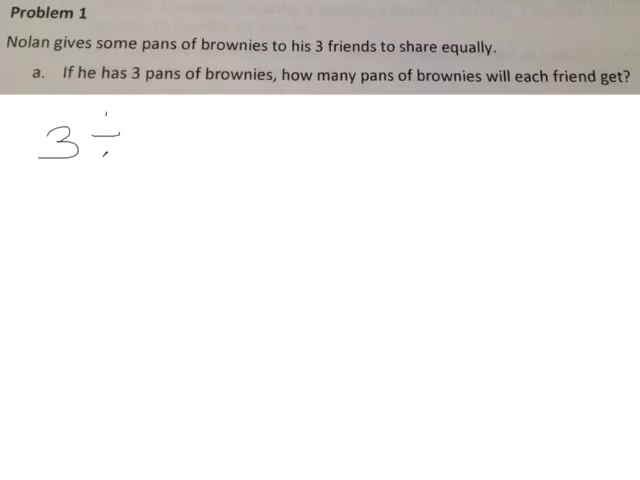 Problem 1
Nolan gives some pans of brownies to his 3 friends to share equally.
a. If he has 3 pans of brownies, how many pans of brownies will each friend get?
3 ÷